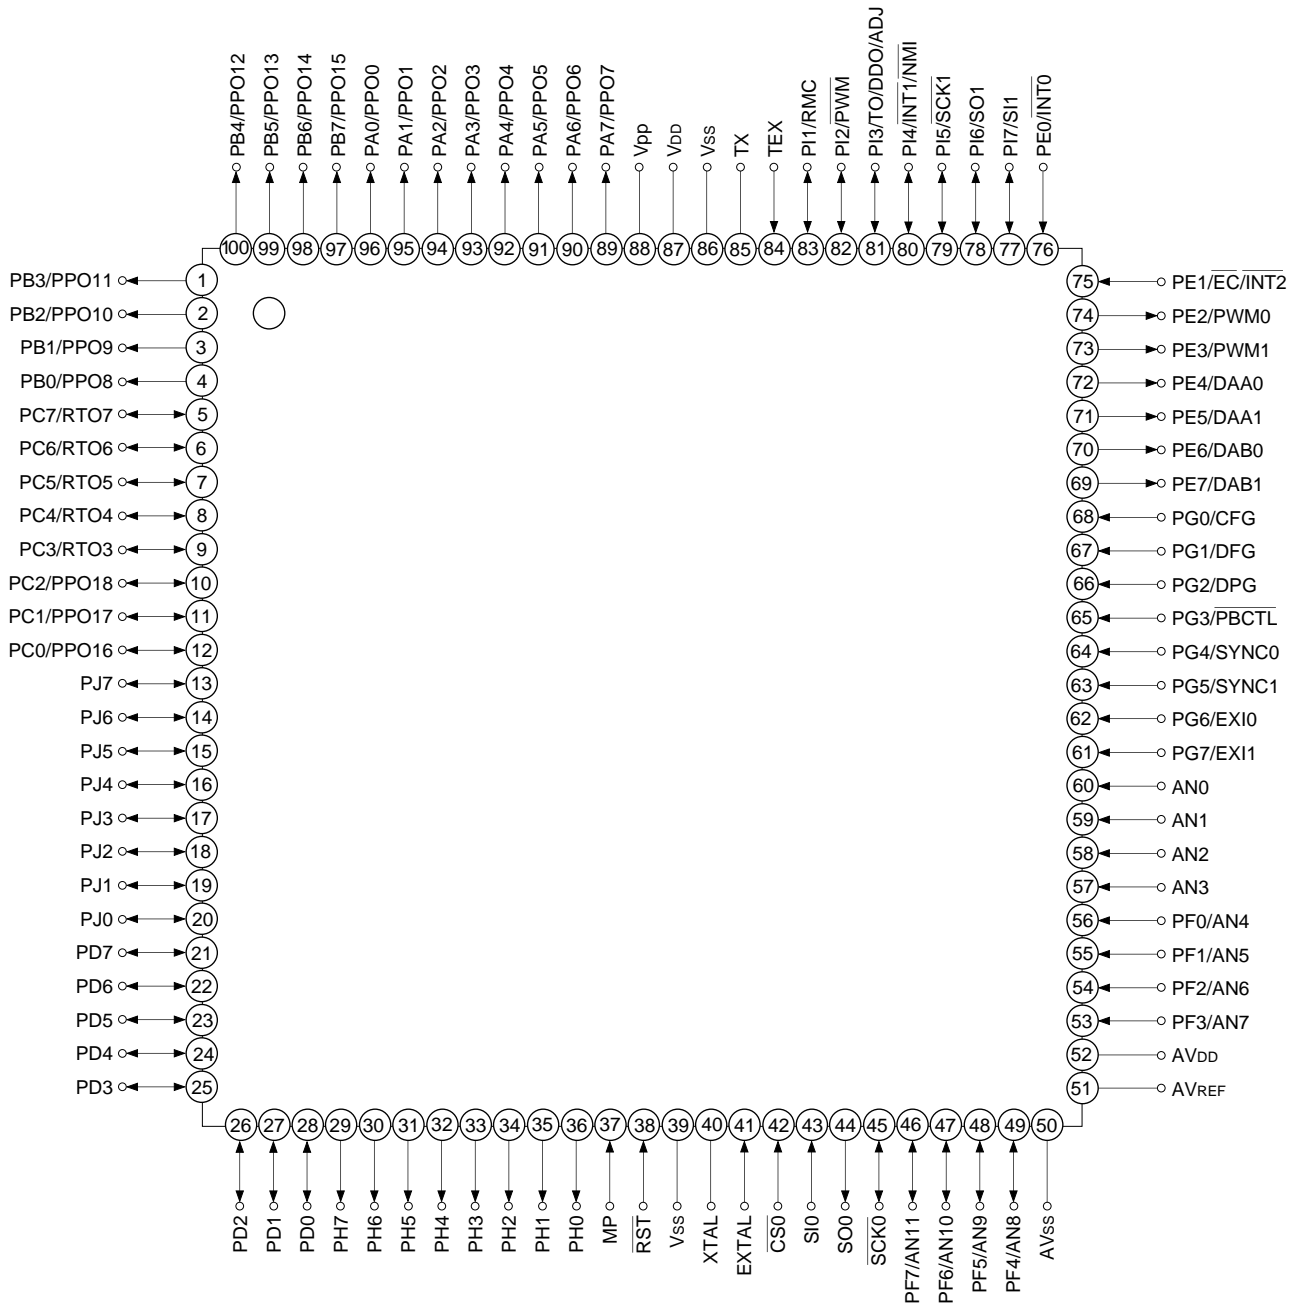 PB4/PPO12
PB5/PPO13
PB6/PPO14
PB7/PPO15
PA0/PPO0
PA1/PPO1
PA2/PPO2
PA3/PPO3
PA4/PPO4
PA5/PPO5
PA6/PPO6
PA7/PPO7
Vpp
VDD
VSS
TX
TEX
PI1/RMC
PI2/PWM
PI3/TO/DDO/ADJ
PI4/INT1/NMI
PI5/SCK1
PI6/SO1
PI7/SI1
PE0/INT0
100 99 98 97 96 95 94 93 92 91 90 89 88 87 86 85 84 83 82 81 80 79 78 77 76
PB3/PPO11 1
PB2/PPO10 2
PB1/PPO9 3
PB0/PPO8 4
PC7/RTO7 5
PC6/RTO6 6
PC5/RTO5 7
PC4/RTO4 8
PC3/RTO3 9
PC2/PPO18 10
PC1/PPO17 11
PC0/PPO16 12
PJ7 13
PJ6 14
PJ5 15
PJ4 16
PJ3 17
PJ2 18
PJ1 19
PJ0 20
PD7 21
PD6 22
PD5 23
PD4 24
PD3 25
75 PE1/EC/INT2
74 PE2/PWM0
73 PE3/PWM1
72 PE4/DAA0
71 PE5/DAA1
70 PE6/DAB0
69 PE7/DAB1
68 PG0/CFG
67 PG1/DFG
66 PG2/DPG
65 PG3/PBCTL
64 PG4/SYNC0
63 PG5/SYNC1
62 PG6/EXI0
61 PG7/EXI1
60 AN0
59 AN1
58 AN2
57 AN3
56 PF0/AN4
55 PF1/AN5
54 PF2/AN6
53 PF3/AN7
52 AVDD
51 AVREF
26 27 28 29 30 31 32 33 34 35 36 37 38 39 40 41 42 43 44 45 46 47 48 49 50
PD2
PD1
PD0
PH7
PH6
PH5
PH4
PH3
PH2
PH1
PH0
MP
RST
VSS
XTAL
EXTAL
CS0
SI0
SO0
SCK0
PF7/AN11
PF6/AN10
PF5/AN9
PF4/AN8
AVSS